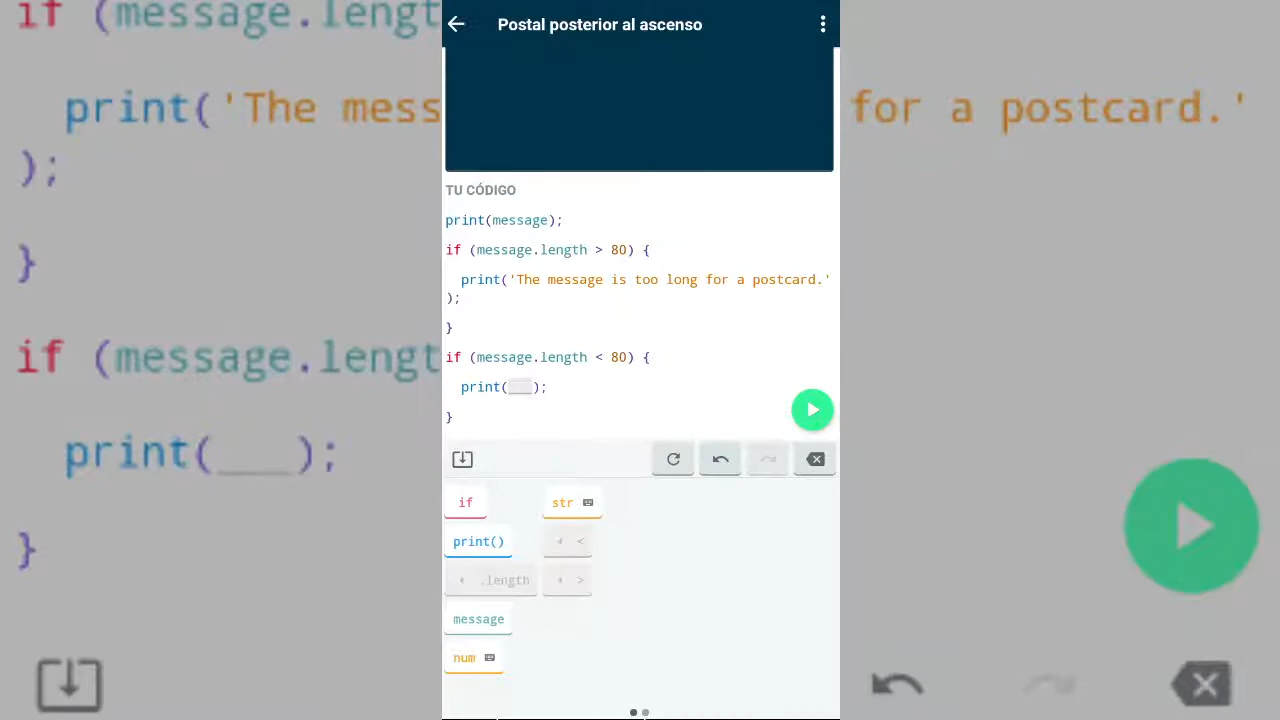 Postal posterior al ascenso
TU CÓDIGO
print(message);
if (message.length > 80) {
print('The message is too long for a postcard.'
);
}
if (message.length < 80) {
print(___);
}
if
str
print()
<
.length
>
message
num
if (message.lengt
print('The mess
for a postcard.'
);
}
if (message.lengt
print(___);
}